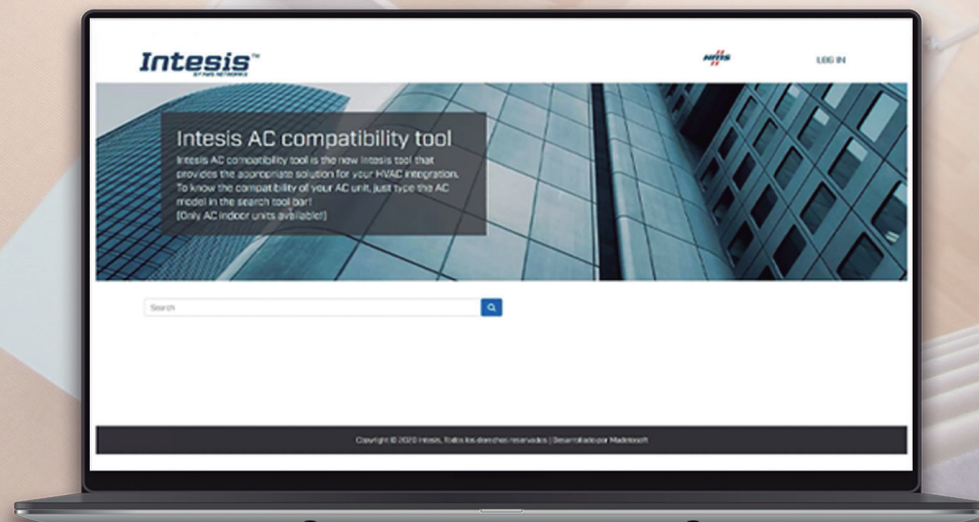 Intesis™
BY HMS NETWORKS
HMS
LOG IN
Intesis AC compatibility tool
Intesis AC compatibility tool is the new Intesis tool that
provides the appropriate solution for your HVAC integration.
To know the compatibility of your AC unit, just type the AC
model in the search tool bar!
(Only AC indoor units available!)
Search
Copyright © 2020 Intesis, Todos los derechos reservados | Desarrollado por Madeinsoft